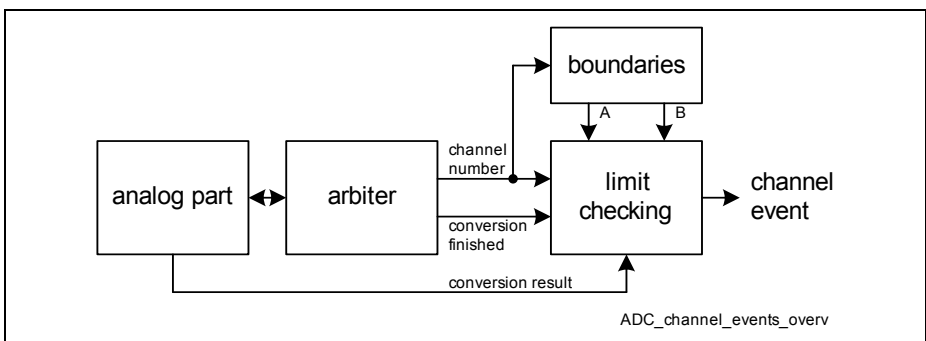 boundaries
A B
channel
number
analog part
arbiter
limit
checking
channel
event
conversion
finished
conversion result
ADC_channel_events_overv